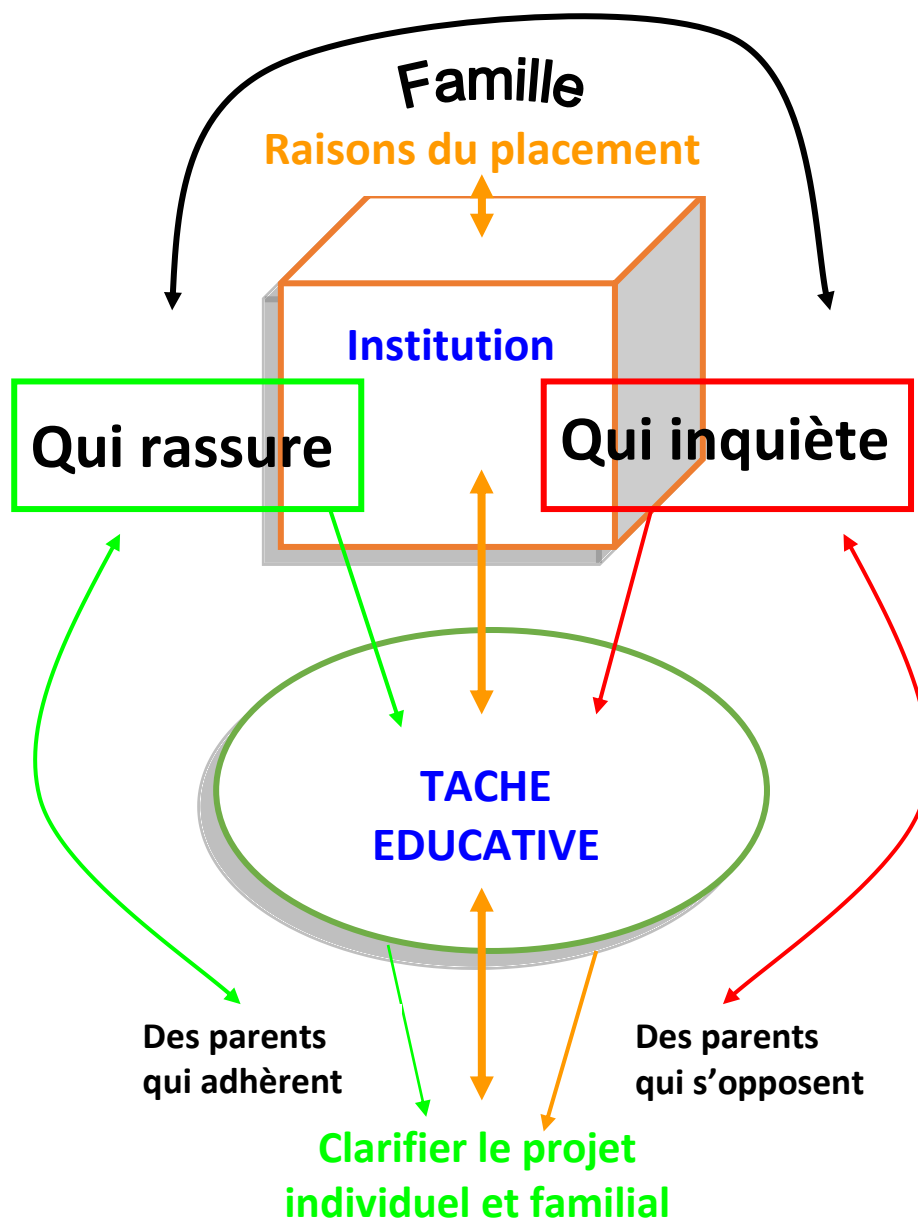 Famille
Raisons du placement
Institution
Qui rassure
Qui inquiète
TACHE
EDUCATIVE
Des parents
qui adhèrent
Des parents
qui s’opposent
Clarifier le projet
individuel et familial